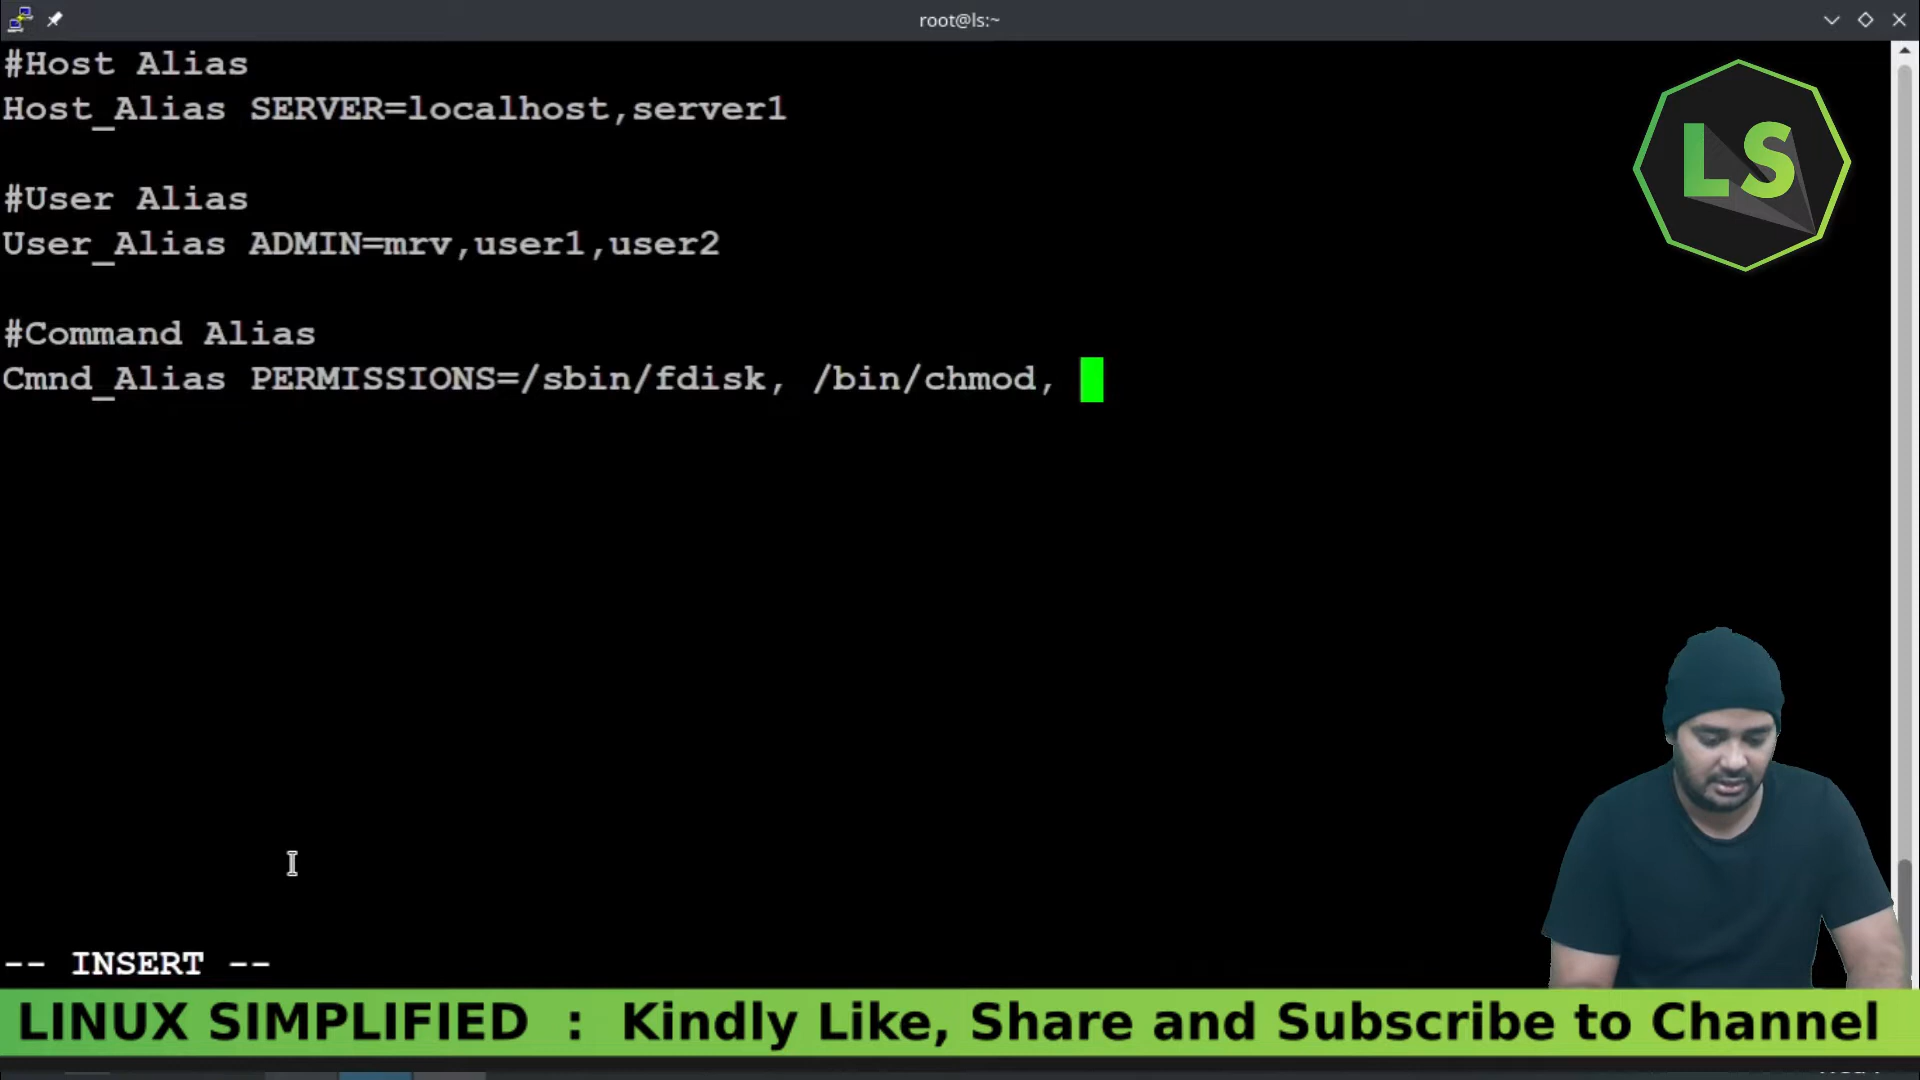 root@ls:~
#Host Alias
Host_Alias SERVER=localhost,server1
LS
#User Alias
User_Alias ADMIN=mrv,user1,user2
#Command Alias
Cmnd_Alias PERMISSIONS=/sbin/fdisk, /bin/chmod,
-- INSERT --
LINUX SIMPLIFIED : Kindly Like, Share and Subscribe to Channel